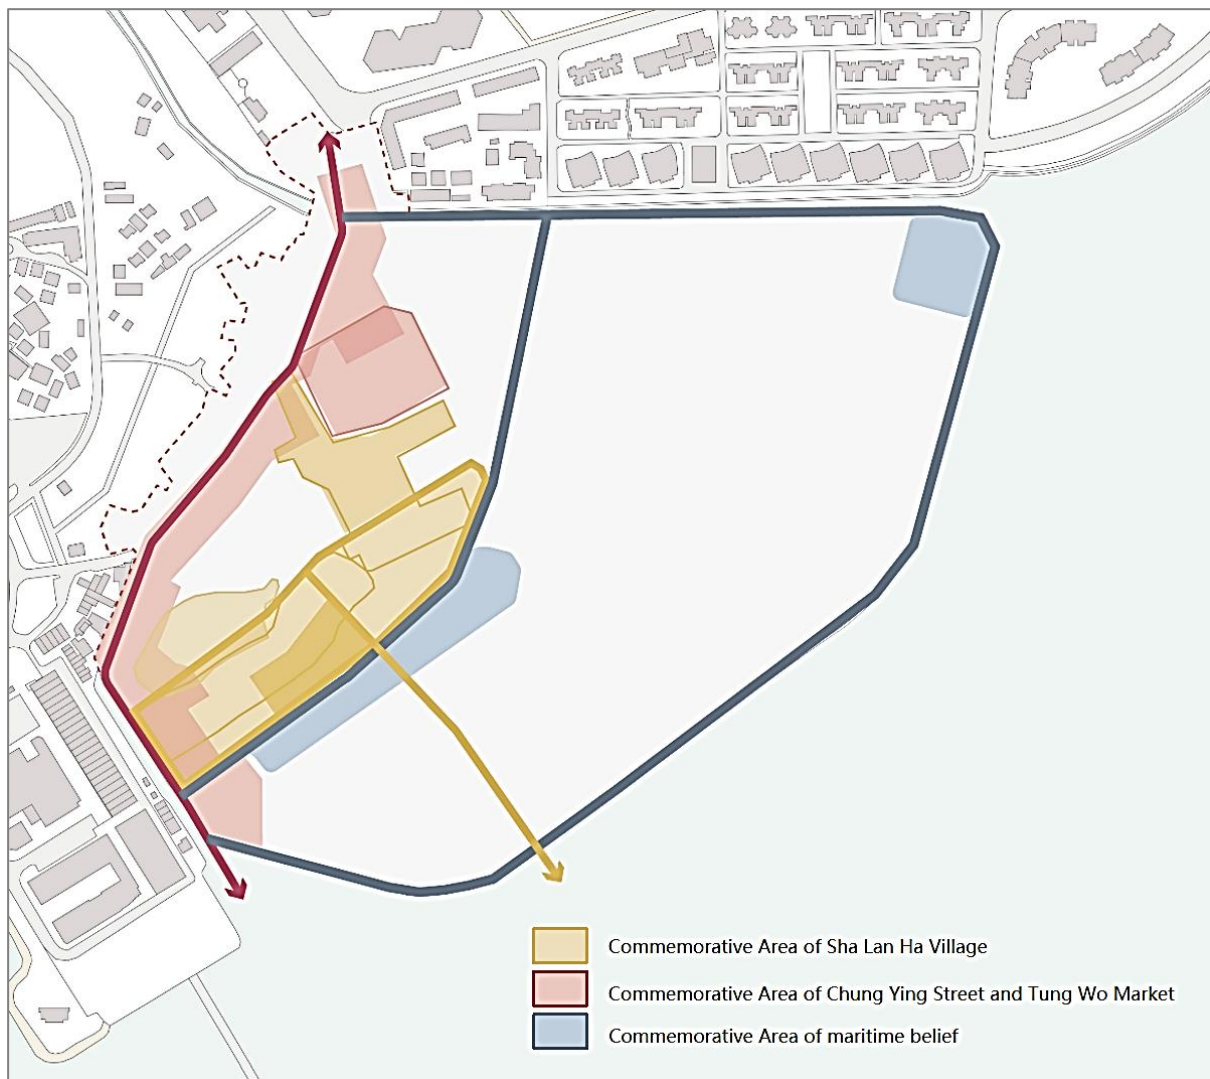 Commemorative Area of Sha Lan Ha Village
Commemorative Area of Chung Ying Street and Tung Wo Market
Commemorative Area of maritime belief